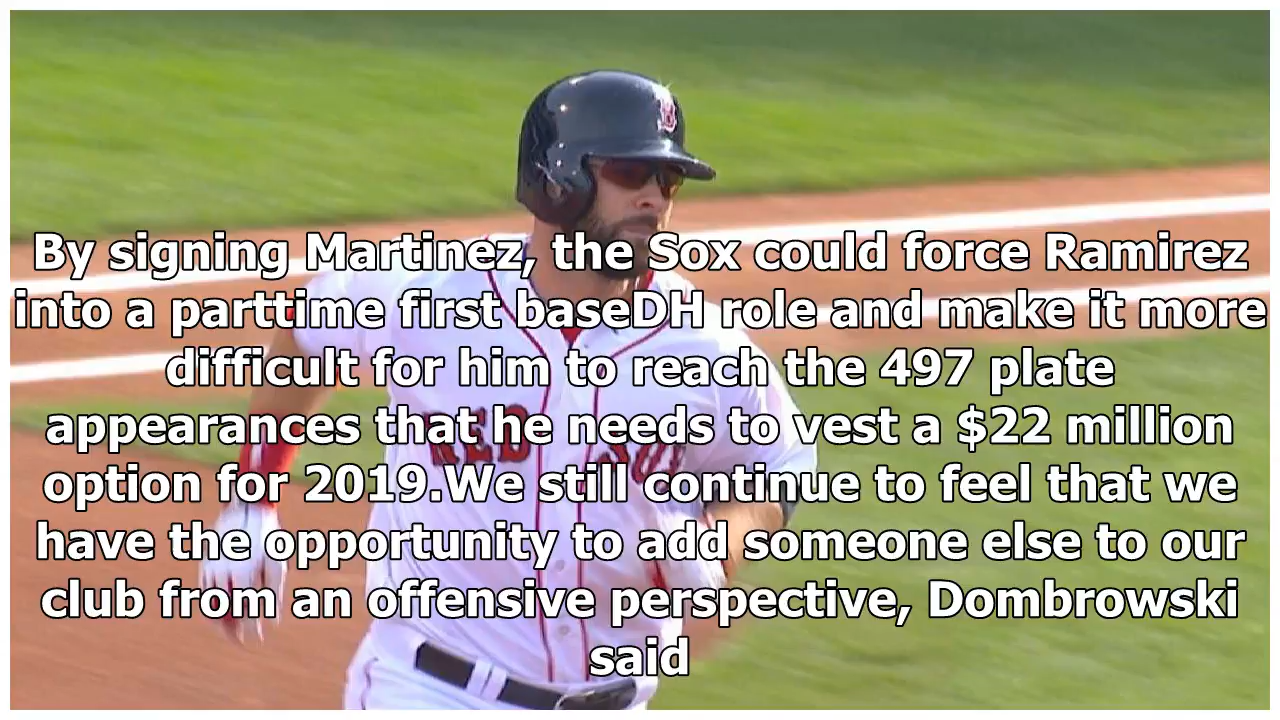 By signing Martinez, the Sox could force Ramirez
into a parttime first baseDH role and make it more
difficult for him to reach the 497 plate
appearances that he needs to vest a $22 million
option for 2019.We still continue to feel that we
have the opportunity to add someone else to our
club from an offensive perspective, Dombrowski
said
RED SOX